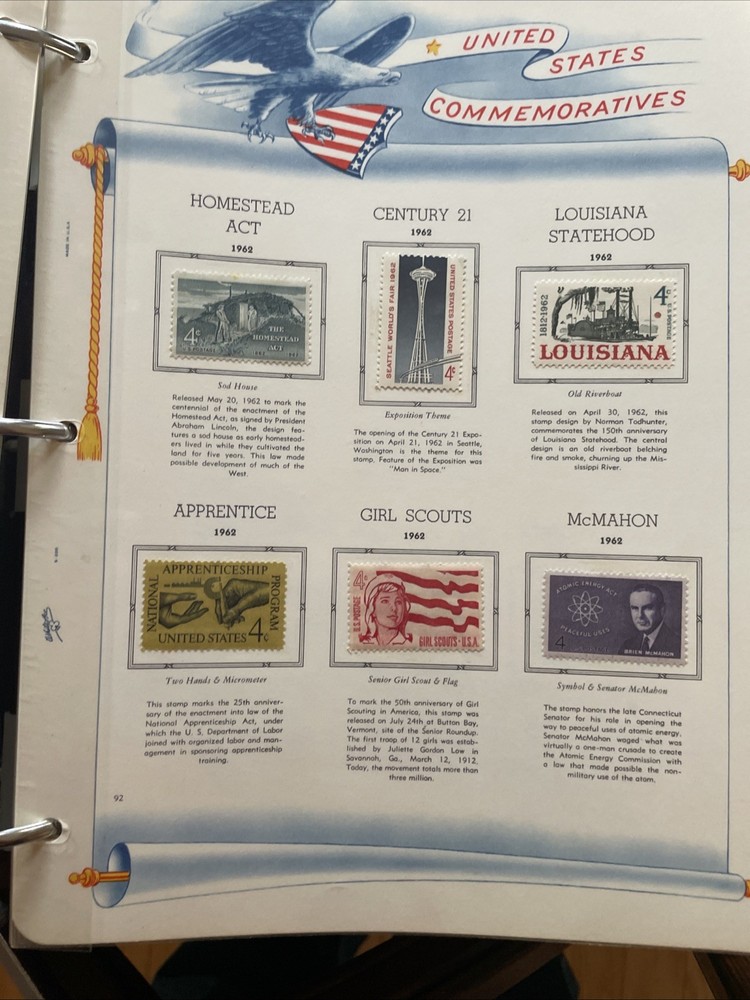 UNITED
STATES
COMMEMORATIVES
MADE IN U.S.A.
HOMESTEAD
ACT
1962
4c
THE
HOMESTEAD
ACT
Sod House
Released May 20, 1962 to mark the
centennial of the enactment of the
Homestead Act, as signed by President
Abraham Lincoln, the design fea-
tures a sod house as early homestead-
ers lived in while they cultivated the
land for five years. This law made
possible development of much of the
West.
CENTURY 21
1962
SEATTLE WORLD'S FAIR 1962
UNITED STATES POSTAGE
4c
Exposition Theme
The opening of the Century 21 Expo-
sition on April 21, 1962 in Seattle,
Washington is the theme for this
stamp. Feature of the Exposition was
"Man in Space."
LOUISIANA
STATEHOOD
1962
1812-1962
4c
U.S. POSTAGE
LOUISIANA
Old Riverboat
Released on April 30, 1962, this
stamp design by Norman Todhunter,
commemorates the 150th anniversary
of Louisiana Statehood. The central
design is an old riverboat belching
fire and smoke, churning up the Mis-
sissippi River.
APPRENTICE
1962
NATIONAL
APPRENTICESHIP
PROGRAM
UNITED STATES 4c
Two Hands & Micrometer
This stamp marks the 25th anniver-
sary of the enactment into law of the
National Apprenticeship Act, under
which the U. S. Department of Labor
joined with organized labor and man-
agement in sponsoring apprenticeship
training.
GIRL SCOUTS
1962
4c
U.S. POSTAGE
GIRL SCOUTS · U.S.A.
Senior Girl Scout & Flag
To mark the 50th anniversary of Girl
Scouting in America, this stamp was
released on July 24th at Button Bay,
Vermont, site of the Senior Roundup.
The first troop of 12 girls was estab-
lished by Juliette Gordon Low in
Savannah, Ga., March 12, 1912.
Today, the movement totals more than
three million.
McMAHON
1962
ATOMIC ENERGY ACT
PEACEFUL USES
4
BRIEN McMAHON
Symbol & Senator McMahon
The stamp honors the late Connecticut
Senator for his role in opening the
way to peaceful uses of atomic energy.
Senator McMahon waged what was
virtually a one-man crusade to create
the Atomic Energy Commission with
a law that made possible the non-
military use of the atom.
92